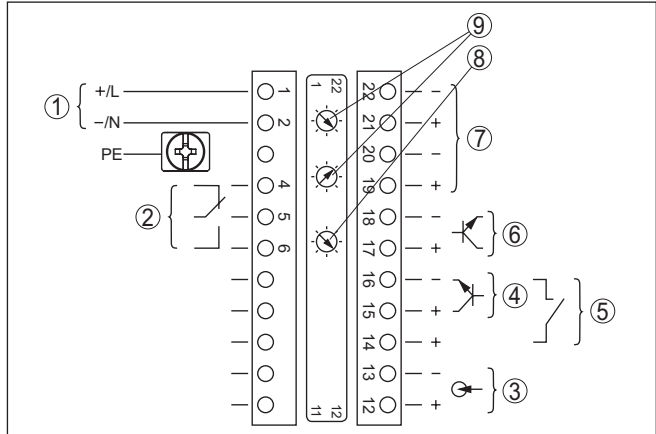 ⑨
⑧
① +/L 1 1 22 22 −
−/N 2 21 + ⑦
PE 20 −
4 19 +
② 5 18 − ⑥
6 17 +
16 − ④
15 + ⑤
14 +
13 − ③
11 12 12 +